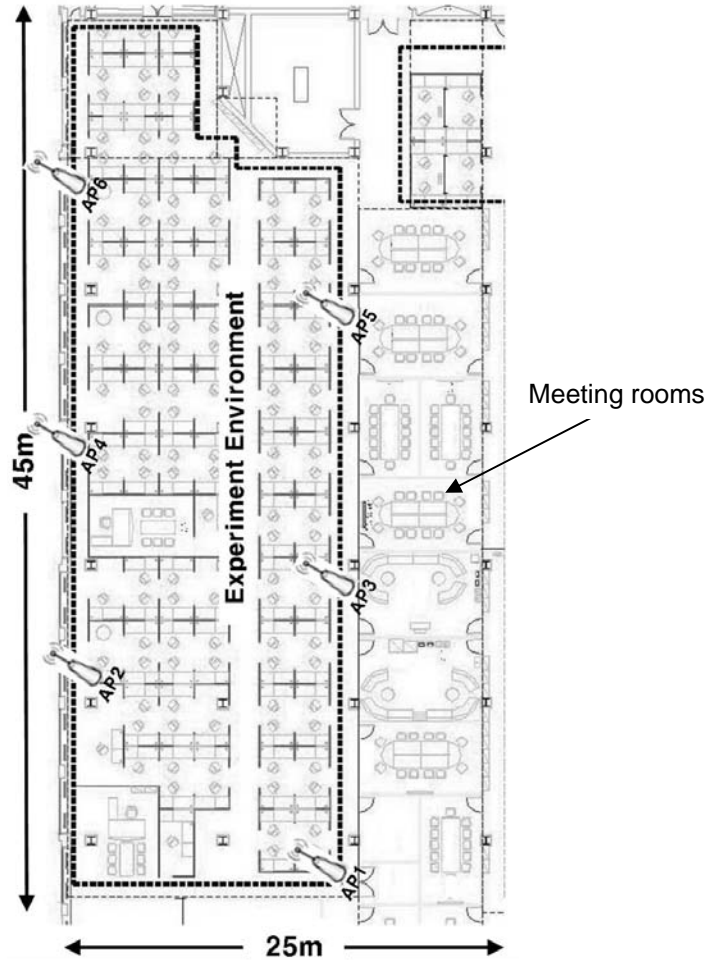 AP6
Experiment Environment
AP5
Meeting rooms
45m
AP4
AP3
AP2
AP1
25m